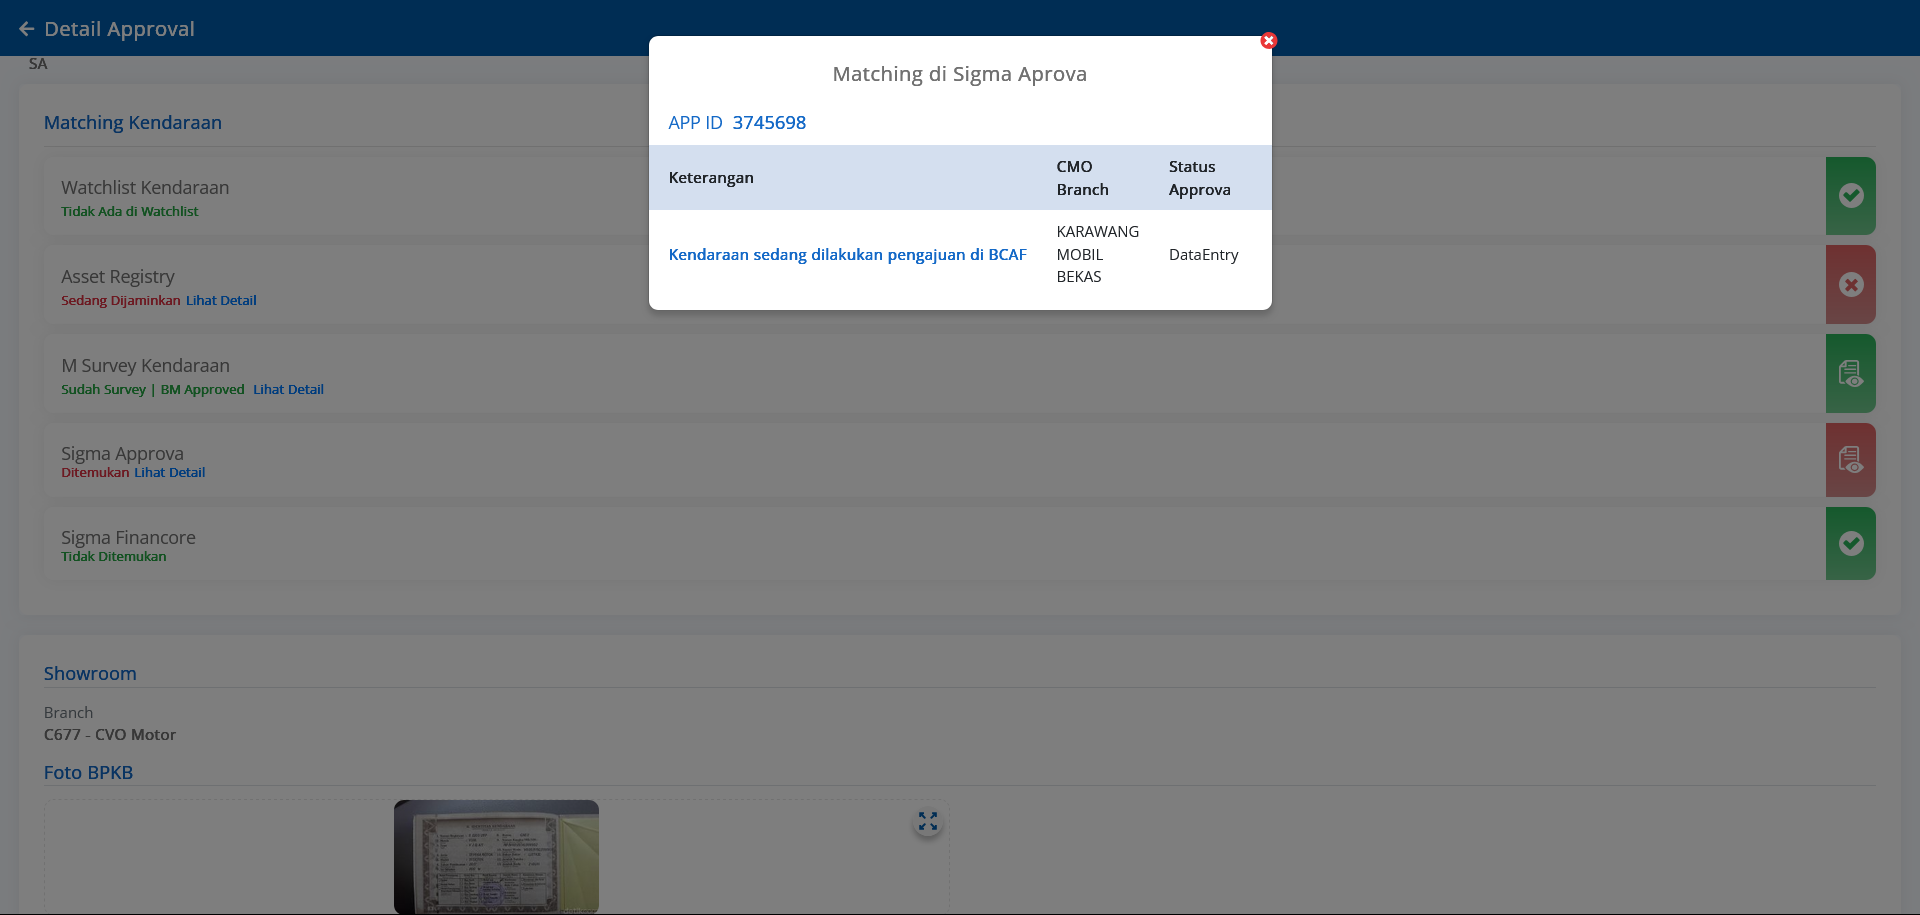 Detail Approval
SA
Matching di Sigma Aprova
APP ID 3745698
Keterangan
CMO
Branch
Status
Approva
Kendaraan sedang dilakukan pengajuan di BCAF
KARAWANG
MOBIL
BEKAS
DataEntry
Matching Kendaraan
Watchlist Kendaraan
Tidak Ada di Watchlist
Asset Registry
Sedang Dijaminkan Lihat Detail
M Survey Kendaraan
Sudah Survey | BM Approved Lihat Detail
Sigma Approva
Ditemukan Lihat Detail
Sigma Financore
Tidak Ditemukan
Showroom
Branch
C677 - CVO Motor
Foto BPKB